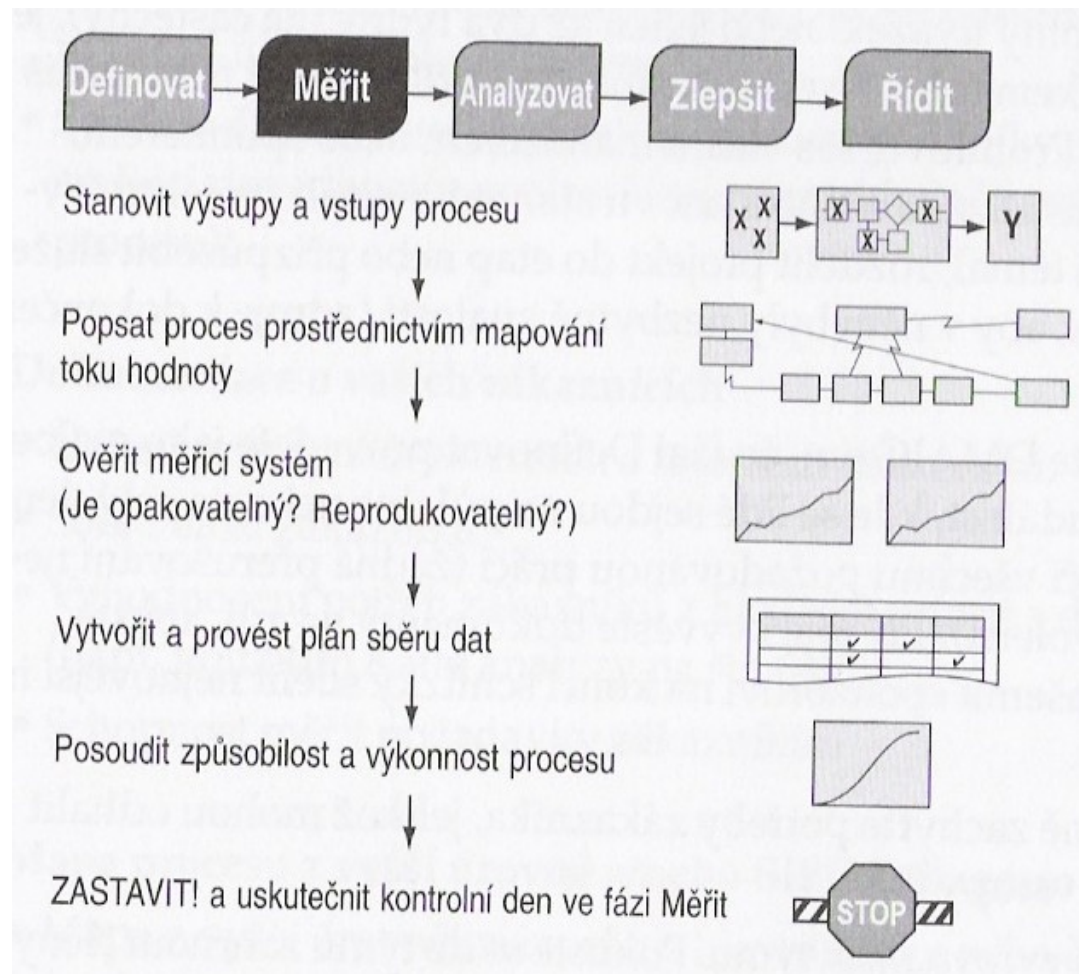 Definovat
Měřit
Analyzovat
Zlepšit
Řídit
Stanovit výstupy a vstupy procesu
X X X
X X X
Y
Popsat proces prostřednictvím mapování
toku hodnoty
Ověřit měřicí systém
(Je opakovatelný? Reprodukovatelný?)
Vytvořit a provést plán sběru dat
Posoudit způsobilost a výkonnost procesu
ZASTAVIT! a uskutečnit kontrolní den ve fázi Měřit
STOP